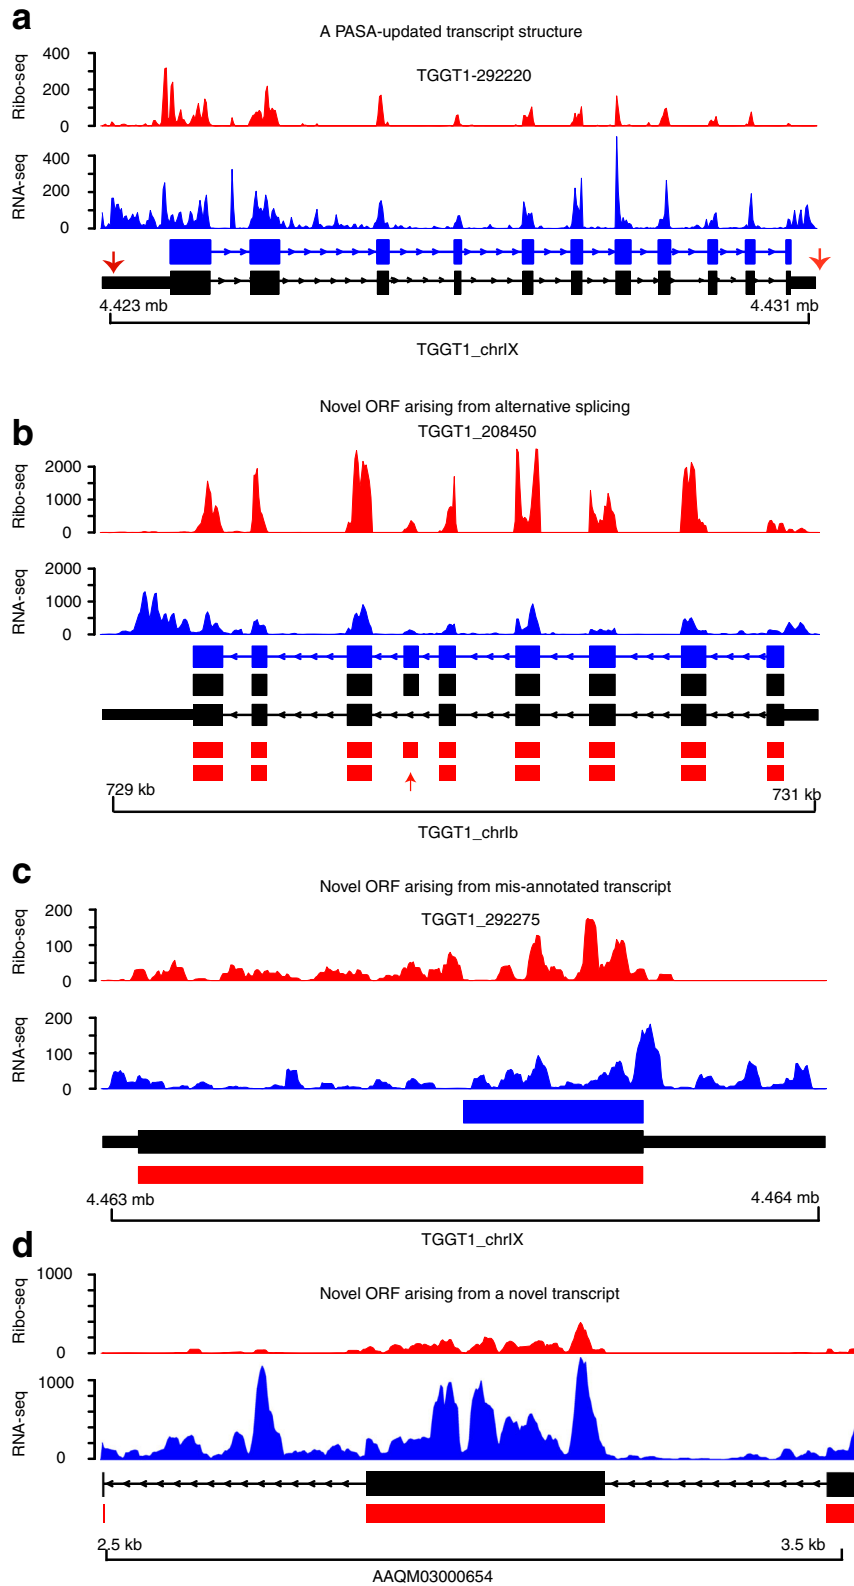 a
A PASA-updated transcript structure
TGGT1-292220
Ribo-seq
400
200
0
RNA-seq
400
200
0
4.423 mb
4.431 mb
TGGT1_chrIX
b
Novel ORF arising from alternative splicing
TGGT1_208450
Ribo-seq
2000
1000
0
RNA-seq
2000
1000
0
729 kb
731 kb
TGGT1_chrIb
c
Novel ORF arising from mis-annotated transcript
TGGT1_292275
Ribo-seq
200
100
0
RNA-seq
200
100
0
4.463 mb
4.464 mb
TGGT1_chrIX
d
Novel ORF arising from a novel transcript
Ribo-seq
1000
0
RNA-seq
1000
0
2.5 kb
3.5 kb
AAQM03000654